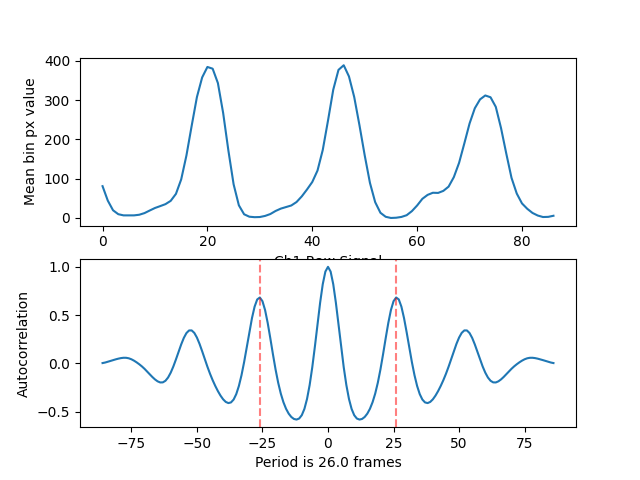 400
300
200
100
0
Mean bin px value
0 20 40 60 80
Ch1 Raw Signal
1.0
0.5
0.0
−0.5
Autocorrelation
−75 −50 −25 0 25 50 75
Period is 26.0 frames